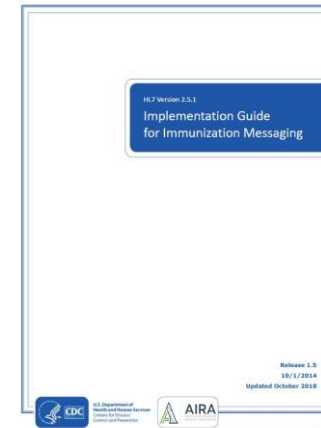 HL7 Version 2.5.1
Implementation Guide
for Immunization Messaging
Release 1.5
10/1/2014
Updated October 2018
CDC
U.S. Department of
Health and Human Services
Centers for Disease
Control and Prevention
AIRA